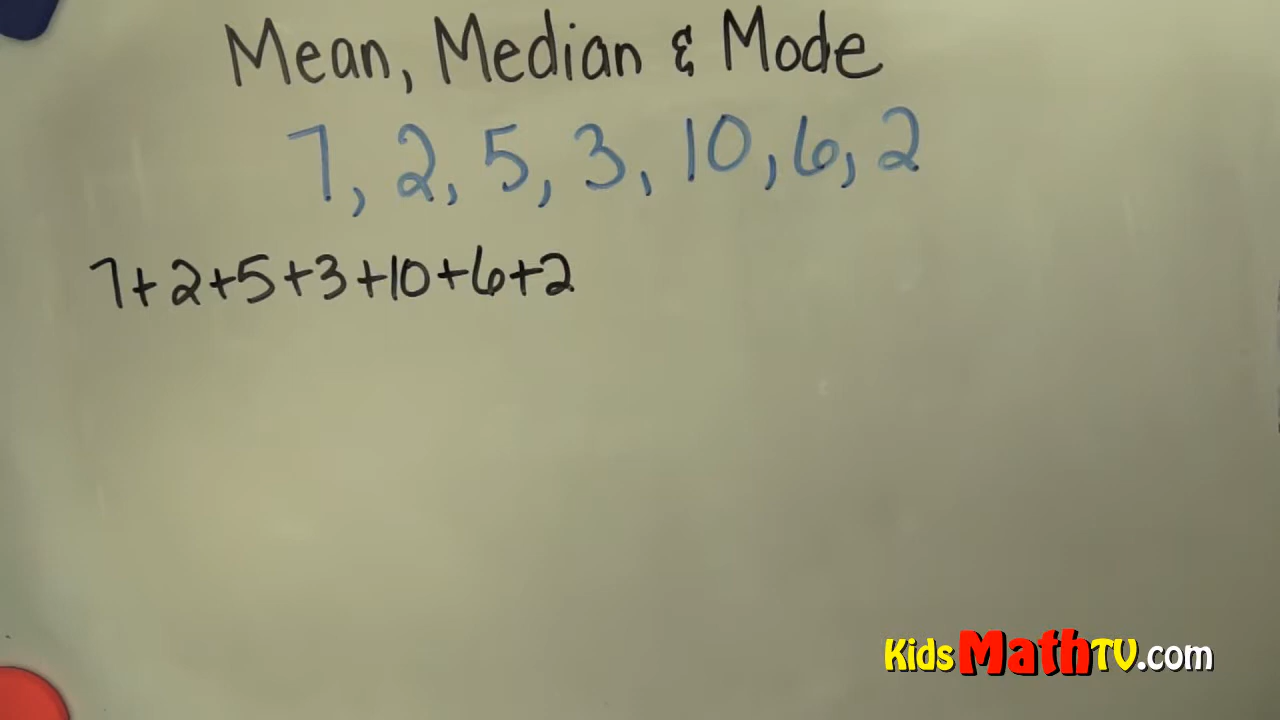 Mean, Median & Mode
7, 2, 5, 3, 10, 6, 2
7+2+5+3+10+6+2
KidsMathTV.com